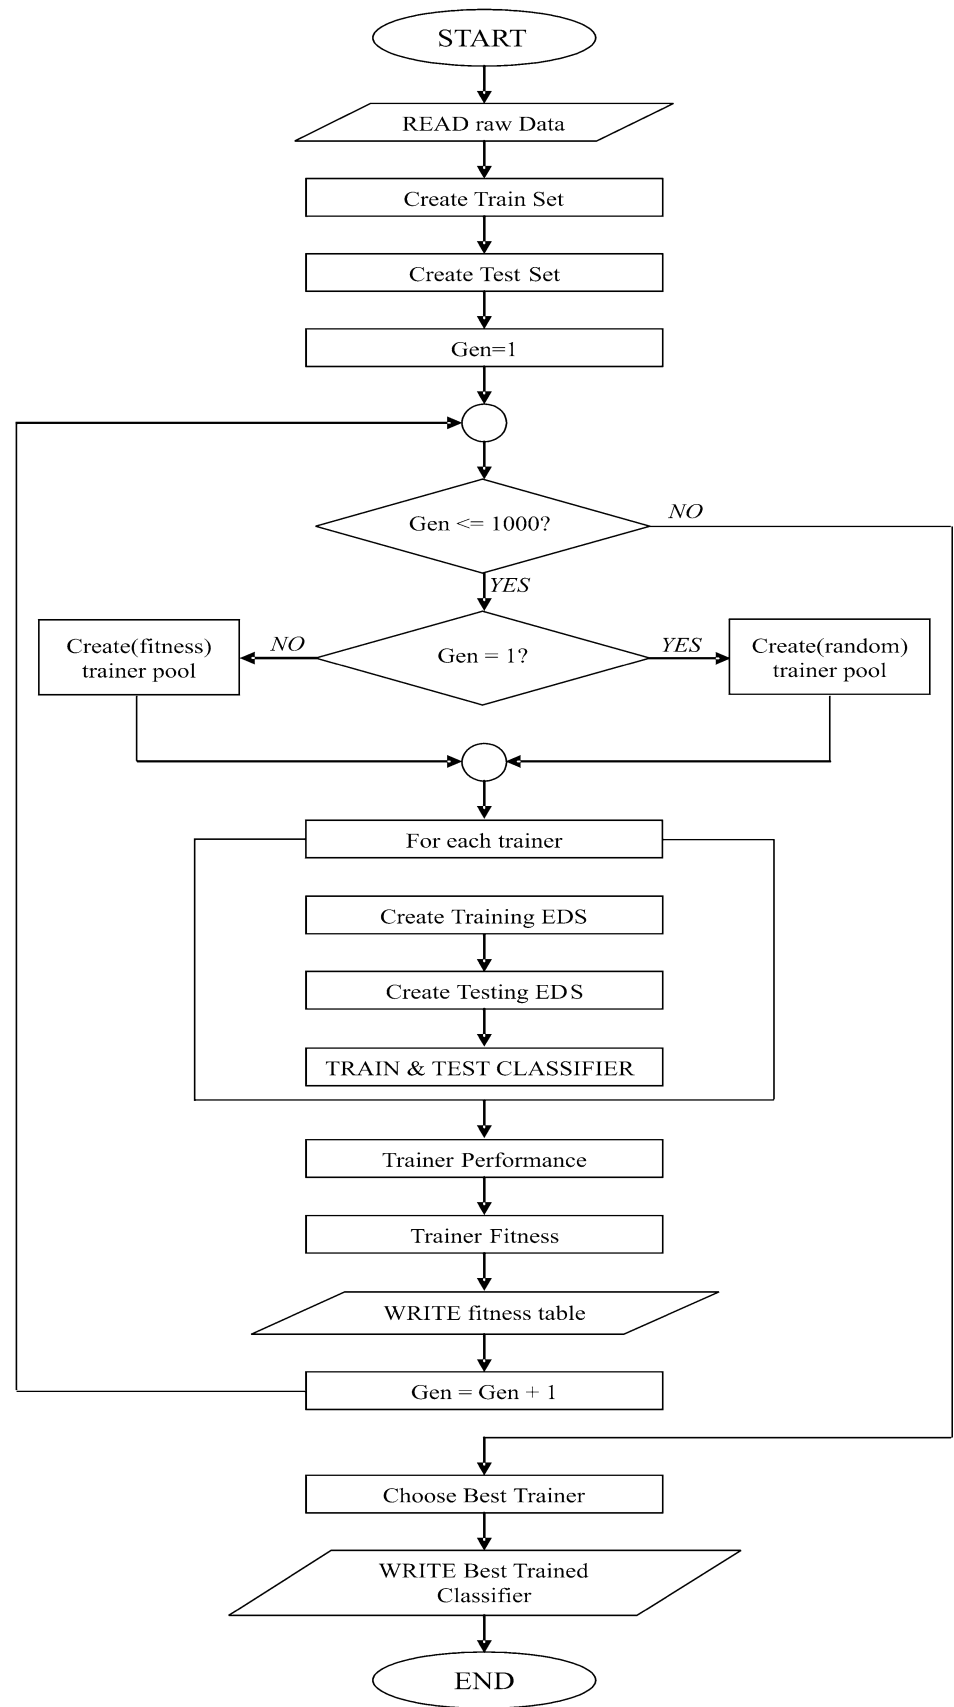 START
READ raw Data
Create Train Set
Create Test Set
Gen=1
Gen <= 1000?
NO
YES
Create(fitness)
trainer pool
NO
Gen = 1?
YES
Create(random)
trainer pool
For each trainer
Create Training EDS
Create Testing EDS
TRAIN & TEST CLASSIFIER
Trainer Performance
Trainer Fitness
WRITE fitness table
Gen = Gen + 1
Choose Best Trainer
WRITE Best Trained
Classifier
END